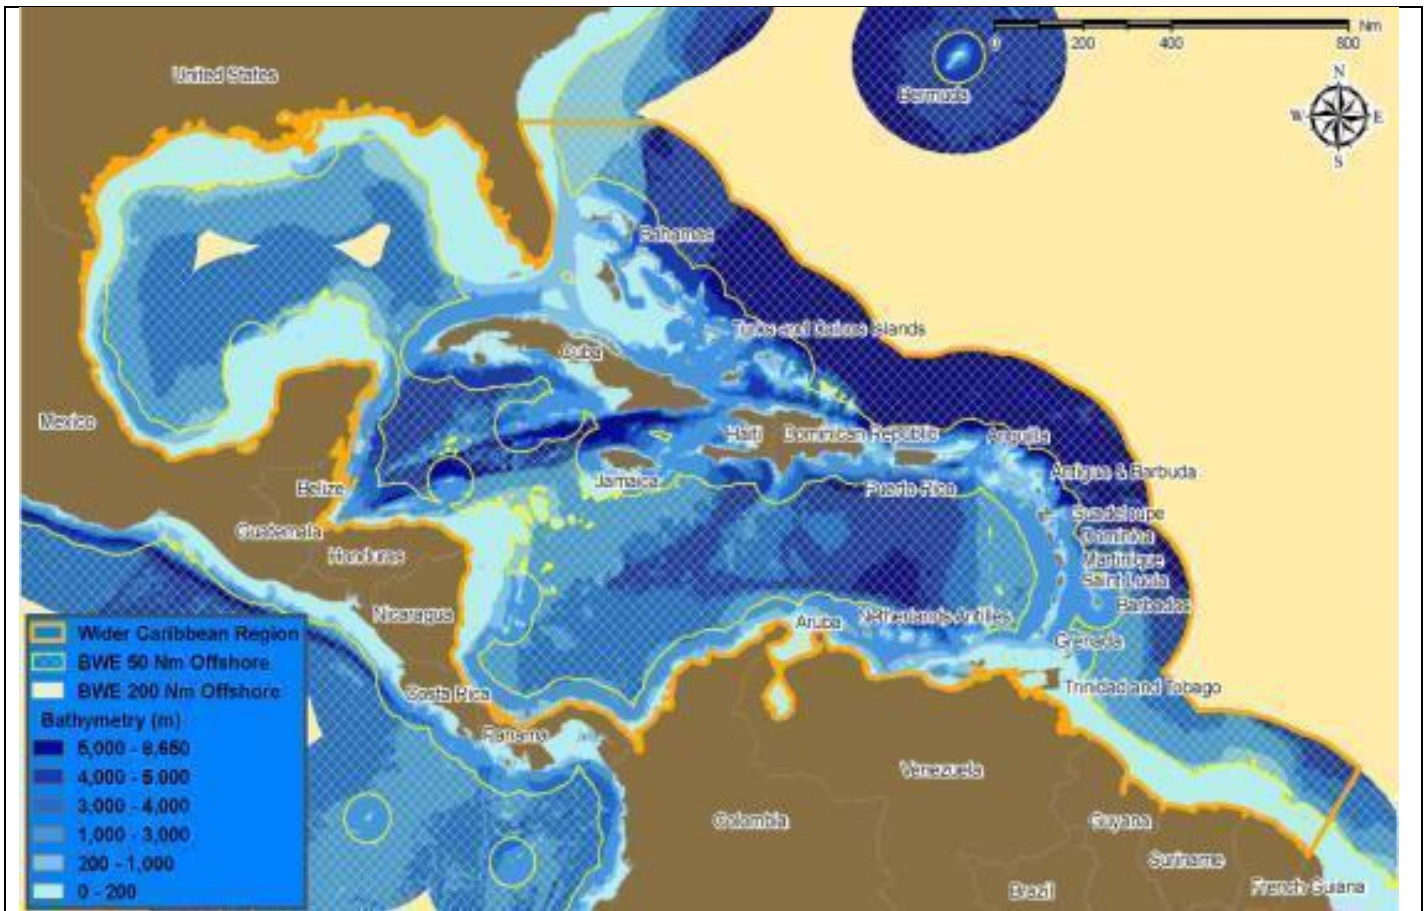 Nm
0 200 400 800
N
W E
S
United States
Bermuda
Bahamas
Turks and Caicos Islands
Cuba
Mexico
Haiti Dominican Republic
Anguilla
Antigua & Barbuda
Jamaica
Puerto Rico
Belize
Guadeloupe
Guatemala
Dominica
Honduras
Martinique
Saint Lucia
Barbados
Nicaragua
Netherlands Antilles
Aruba
Grenada
Wider Caribbean Region
BWE 50 Nm Offshore
BWE 200 Nm Offshore
Costa Rica
Trinidad and Tobago
Panama
Venezuela
Colombia
Guyana
Suriname
French Guiana
Brazil
Bathymetry (m)
5,000 - 8,650
4,000 - 5,000
3,000 - 4,000
1,000 - 3,000
200 - 1,000
0 - 200